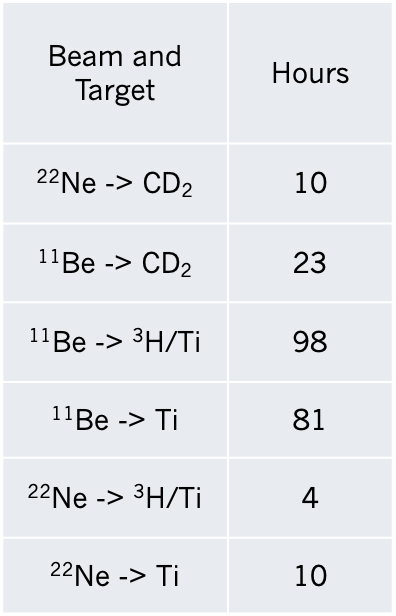 Beam and
Target
Hours
²²Ne -> CD₂
10
¹¹Be -> CD₂
23
¹¹Be -> ³H/Ti
98
¹¹Be -> Ti
81
²²Ne -> ³H/Ti
4
²²Ne -> Ti
10